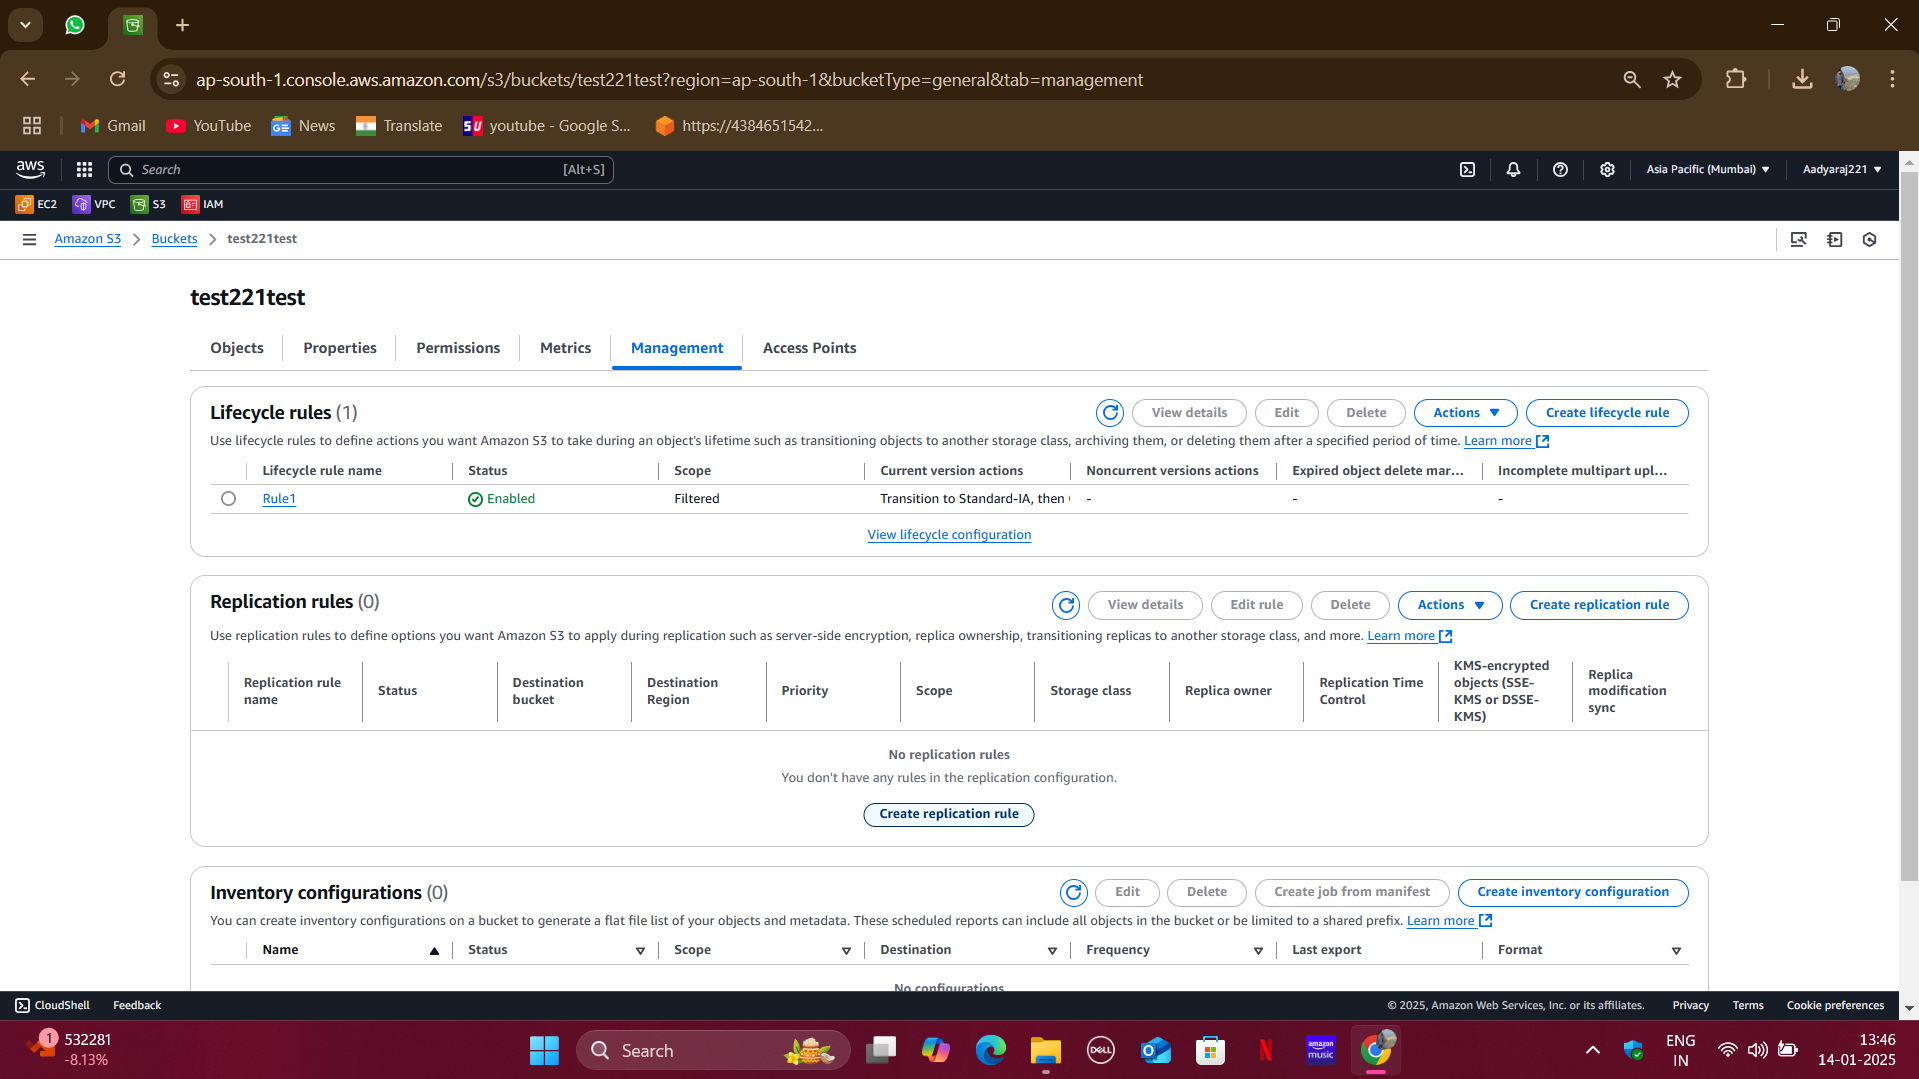 ap-south-1.console.aws.amazon.com/s3/buckets/test221test?region=ap-south-1&bucketType=general&tab=management
Gmail YouTube News Translate youtube - Google S... https://4384651542...
aws Search [Alt+S] Asia Pacific (Mumbai) Aadyaraj221
EC2 VPC S3 IAM
Amazon S3 Buckets test221test
test221test
Objects Properties Permissions Metrics Management Access Points
Lifecycle rules (1) View details Edit Delete Actions Create lifecycle rule
Use lifecycle rules to define actions you want Amazon S3 to take during an object's lifetime such as transitioning objects to another storage class, archiving them, or deleting them after a specified period of time. Learn more
Lifecycle rule name Status Scope Current version actions Noncurrent versions actions Expired object delete mar... Incomplete multipart upl...
Rule1 Enabled Filtered Transition to Standard-IA, then - - -
View lifecycle configuration
Replication rules (0) View details Edit rule Delete Actions Create replication rule
Use replication rules to define options you want Amazon S3 to apply during replication such as server-side encryption, replica ownership, transitioning replicas to another storage class, and more. Learn more
Replication rule name Status Destination bucket Destination Region Priority Scope Storage class Replica owner Replication Time Control KMS-encrypted objects (SSE-KMS or DSSE-KMS) Replica modification sync
No replication rules
You don't have any rules in the replication configuration.
Create replication rule
Inventory configurations (0) Edit Delete Create job from manifest Create inventory configuration
You can create inventory configurations on a bucket to generate a flat file list of your objects and metadata. These scheduled reports can include all objects in the bucket or be limited to a shared prefix. Learn more
Name Status Scope Destination Frequency Last export Format
No configurations
CloudShell Feedback © 2025, Amazon Web Services, Inc. or its affiliates. Privacy Terms Cookie preferences
1 532281 Search DELL amazon music ENG 13:46
-8.13% IN 14-01-2025